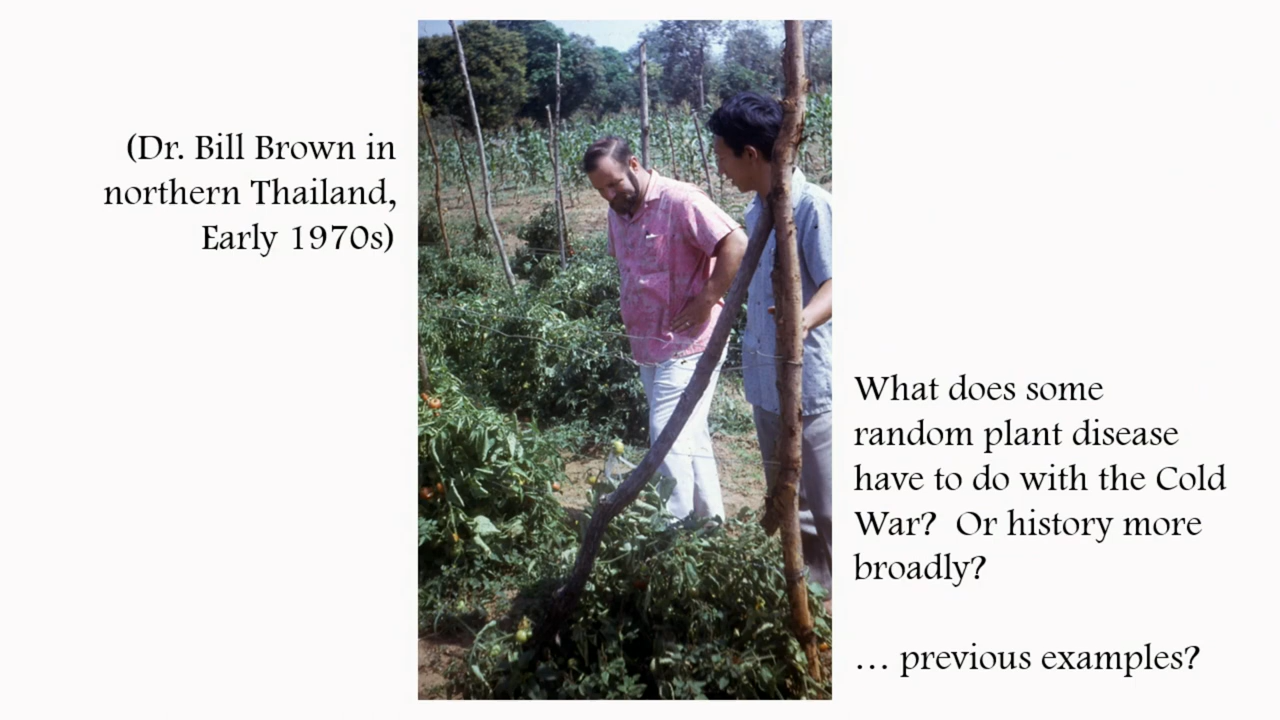 (Dr. Bill Brown in
northern Thailand,
Early 1970s)
What does some
random plant disease
have to do with the Cold
War?  Or history more
broadly?
… previous examples?